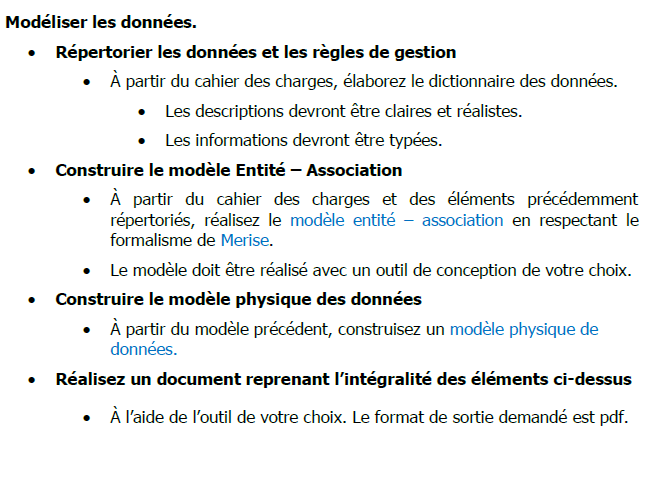 Modéliser les données.
• Répertorier les données et les règles de gestion
• À partir du cahier des charges, élaborez le dictionnaire des données.
• Les descriptions devront être claires et réalistes.
• Les informations devront être typées.
• Construire le modèle Entité – Association
• À partir du cahier des charges et des éléments précédemment
répertoriés, réalisez le modèle entité – association en respectant le
formalisme de Merise.
• Le modèle doit être réalisé avec un outil de conception de votre choix.
• Construire le modèle physique des données
• À partir du modèle précédent, construisez un modèle physique de
données.
• Réalisez un document reprenant l’intégralité des éléments ci-dessus
• À l’aide de l’outil de votre choix. Le format de sortie demandé est pdf.